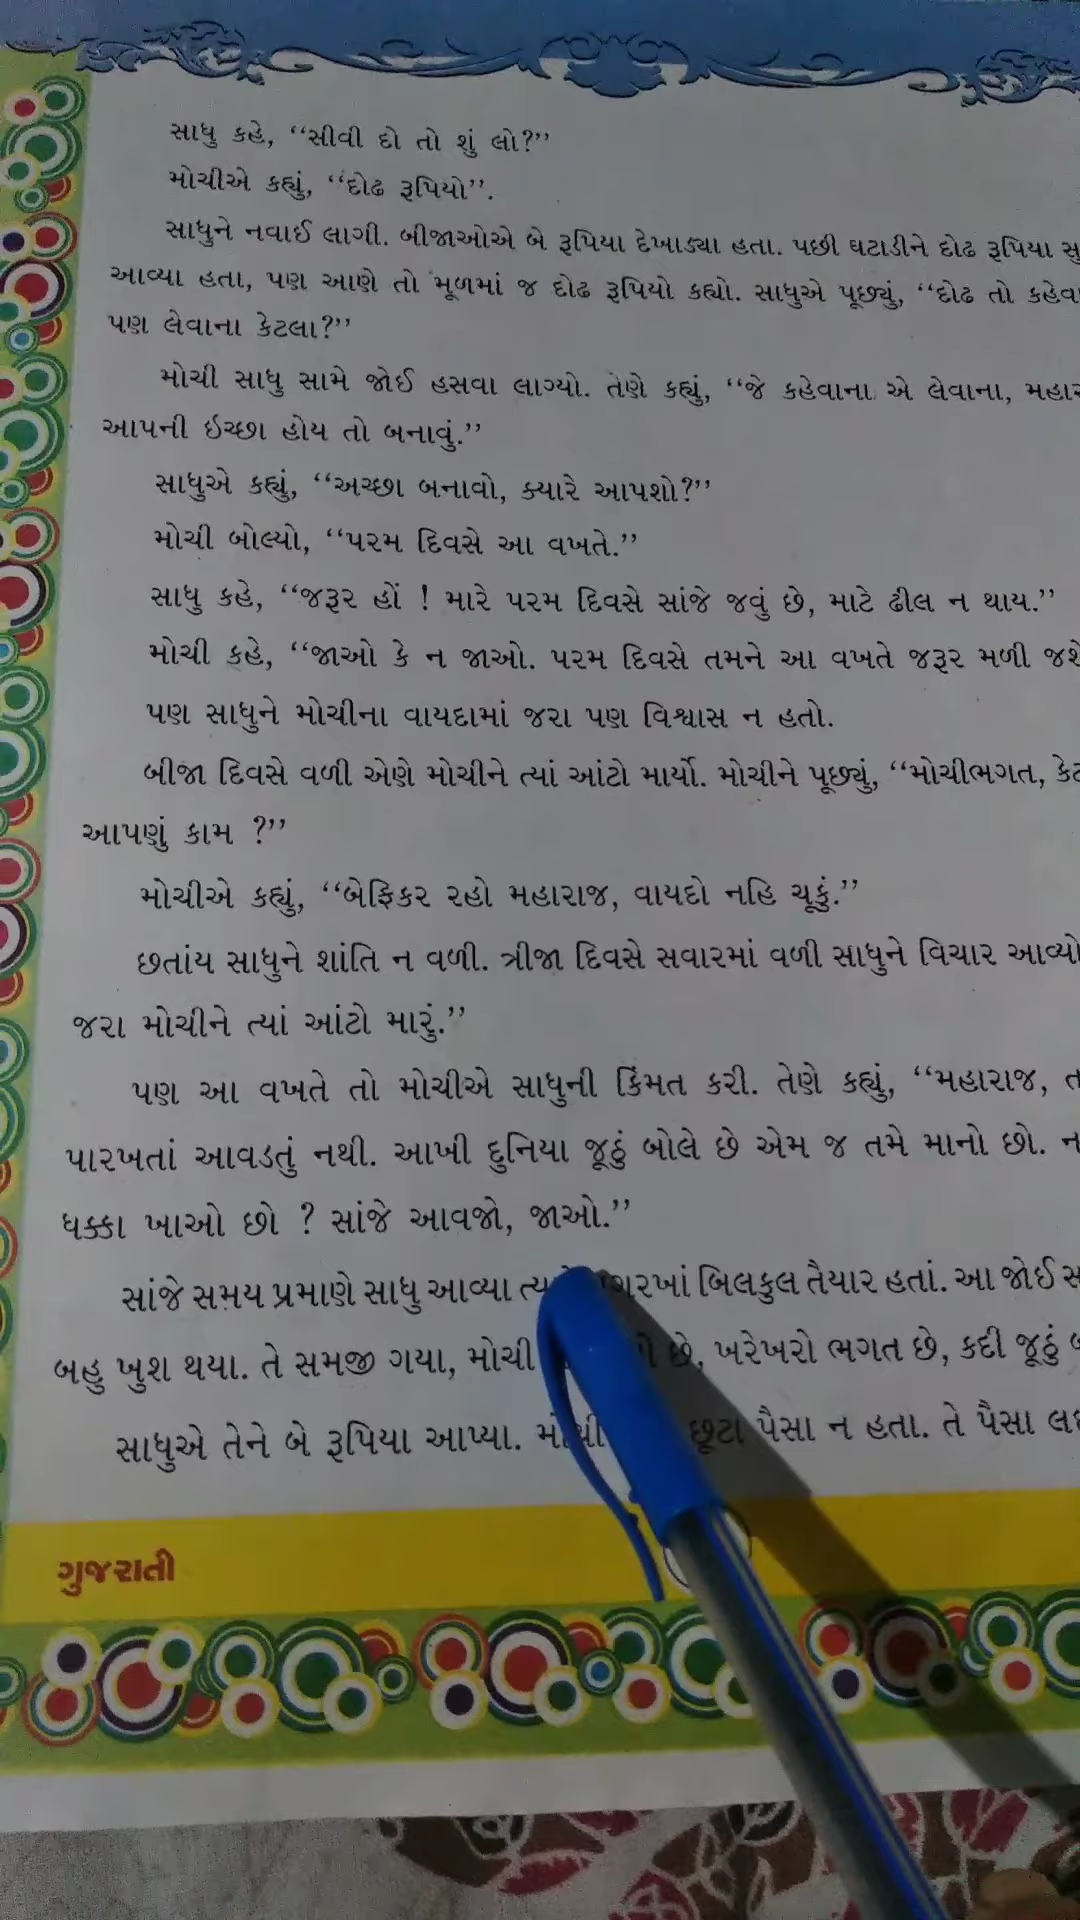 સાધુ કહે, “સીવી દો તો શું લો?”
મોચીએ કહ્યું, “દોઢ રૂપિયો”.
સાધુને નવાઈ લાગી. બીજાઓએ બે રૂપિયા દેખાડ્યા હતા. પછી ઘટાડીને દોઢ રૂપિયા
આવ્યા હતા, પણ આણે તો મૂળમાં જ દોઢ રૂપિયો કહ્યો. સાધુએ પૂછ્યું, “દોઢ તો
પણ લેવાના કેટલા?”
મોચી સાધુ સામે જોઈ હસવા લાગ્યો. તેણે કહ્યું, “જે કહેવાના એ લેવાના,
આપની ઇચ્છા હોય તો બનાવું.”
સાધુએ કહ્યું, “અચ્છા બનાવો, ક્યારે આપશો?”
મોચી બોલ્યો, “પરમ દિવસે આ વખતે.”
સાધુ કહે, “જરૂર હોં ! મારે પરમ દિવસે સાંજે જવું છે, માટે ઢીલ ન થાય.”
મોચી કહે, “જાઓ કે ન જાઓ. પરમ દિવસે તમને આ વખતે જરૂર મળી જશે
પણ સાધુને મોચીના વાયદામાં જરા પણ વિશ્વાસ ન હતો.
બીજા દિવસે વળી એણે મોચીને ત્યાં આંટો માર્યો. મોચીને પૂછ્યું, “મોચીભગત,
આપણું કામ ?”
મોચીએ કહ્યું, “બેફિકર રહો મહારાજ, વાયદો નહિ ચૂકું.”
છતાંય સાધુને શાંતિ ન વળી. ત્રીજા દિવસે સવારમાં વળી સાધુને વિચાર આવ્યો
જરા મોચીને ત્યાં આંટો મારું.”
પણ આ વખતે તો મોચીએ સાધુની કિંમત કરી. તેણે કહ્યું, “મહારાજ,
પારખતાં આવડતું નથી. આખી દુનિયા જૂઠું બોલે છે એમ જ તમે માનો છો.
ધક્કા ખાઓ છો ? સાંજે આવજો, જાઓ.”
સાંજે સમય પ્રમાણે સાધુ આવ્યા બિલકુલ તૈયાર હતાં. આ જોઈ
બહુ ખુશ થયા. તે સમજી ગયા, મોચી છે, ખરેખરો ભગત છે, કદી જૂઠું
સાધુએ તેને બે રૂપિયા આપ્યા. છૂટા પૈસા ન હતા. તે પૈસા
ગુજરાતી